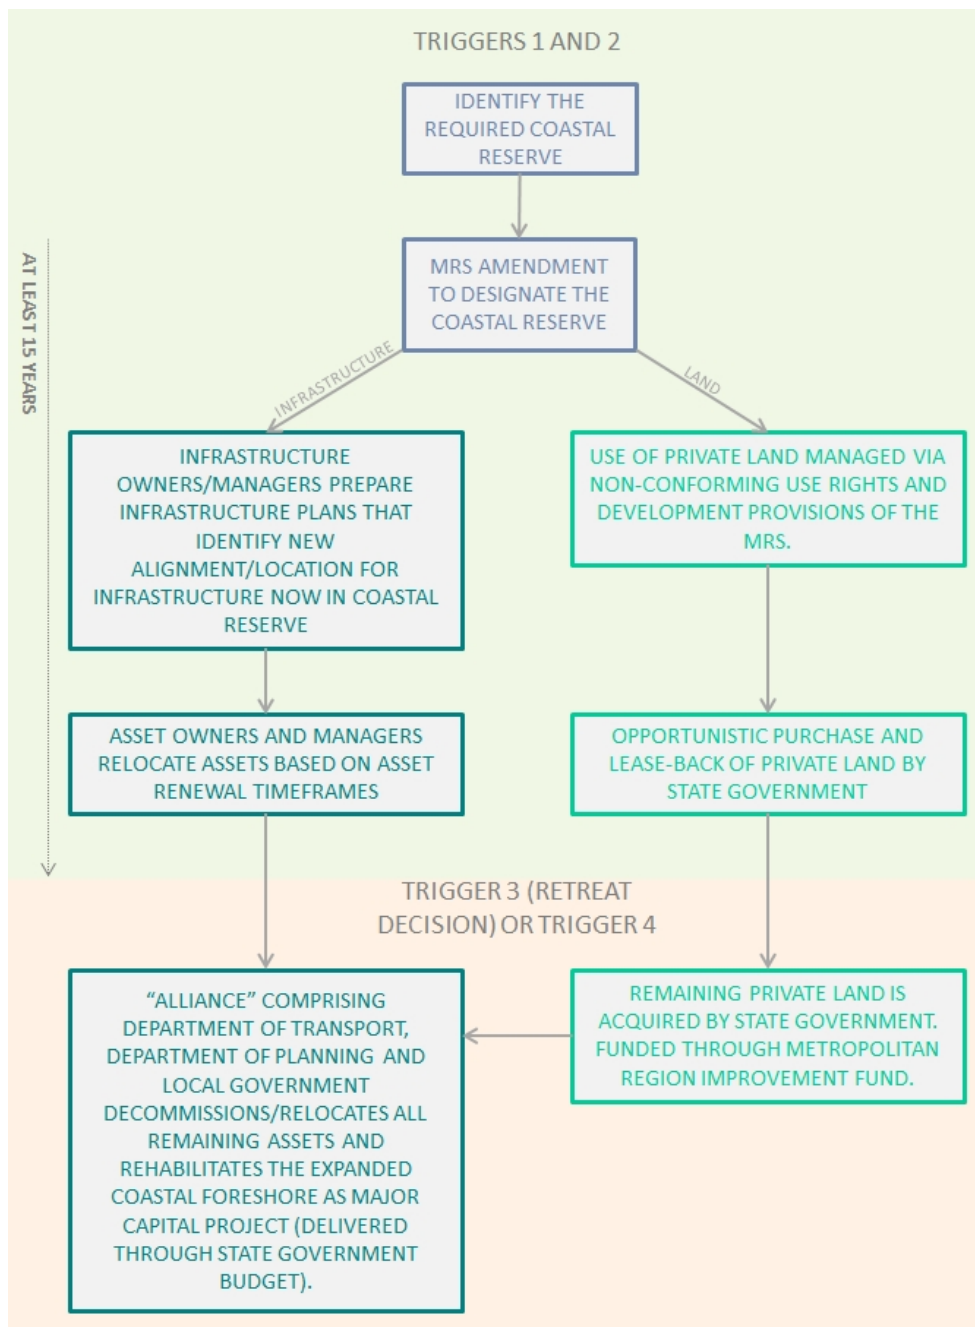 TRIGGERS 1 AND 2
IDENTIFY THE
REQUIRED COASTAL
RESERVE
AT LEAST 15 YEARS
MRS AMENDMENT
TO DESIGNATE THE
COASTAL RESERVE
INFRASTRUCTURE
LAND
INFRASTRUCTURE
OWNERS/MANAGERS PREPARE
INFRASTRUCTURE PLANS THAT
IDENTIFY NEW
ALIGNMENT/LOCATION FOR
INFRASTRUCTURE NOW IN COASTAL
RESERVE
USE OF PRIVATE LAND MANAGED VIA
NON-CONFORMING USE RIGHTS AND
DEVELOPMENT PROVISIONS OF THE
MRS.
ASSET OWNERS AND MANAGERS
RELOCATE ASSETS BASED ON ASSET
RENEWAL TIMEFRAMES
OPPORTUNISTIC PURCHASE AND
LEASE-BACK OF PRIVATE LAND BY
STATE GOVERNMENT
TRIGGER 3 (RETREAT
DECISION) OR TRIGGER 4
“ALLIANCE” COMPRISING
DEPARTMENT OF TRANSPORT,
DEPARTMENT OF PLANNING AND
LOCAL GOVERNMENT
DECOMMISSIONS/RELOCATES ALL
REMAINING ASSETS AND
REHABILITATES THE EXPANDED
COASTAL FORESHORE AS MAJOR
CAPITAL PROJECT (DELIVERED
THROUGH STATE GOVERNMENT
BUDGET).
REMAINING PRIVATE LAND IS
ACQUIRED BY STATE GOVERNMENT.
FUNDED THROUGH METROPOLITAN
REGION IMPROVEMENT FUND.